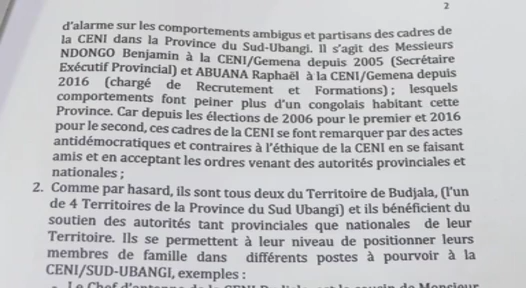 2
d'alarme sur les comportements ambigus et partisans des cadres de
la CENI dans la Province du Sud-Ubangi. Il s'agit des Messieurs
NDONGO Benjamin à la CENI/Gemena depuis 2005 (Secrétaire
Exécutif Provincial) et ABUANA Raphaël à la CENI/Gemena depuis
2016 (chargé de Recrutement et Formations) ; lesquels
comportements font peiner plus d'un congolais habitant cette
Province. Car depuis les élections de 2006 pour le premier et 2016
pour le second, ces cadres de la CENI se font remarquer par des actes
antidémocratiques et contraires à l'éthique de la CENI en se faisant
amis et en acceptant les ordres venant des autorités provinciales et
nationales ;
2. Comme par hasard, ils sont tous deux du Territoire de Budjala, (l'un
de 4 Territoires de la Province du Sud Ubangi) et ils bénéficient du
soutien des autorités tant provinciales que nationales de leur
Territoire. Ils se permettent à leur niveau de positionner leurs
membres de famille dans différents postes à pourvoir à la
CENI/SUD-UBANGI, exemples :